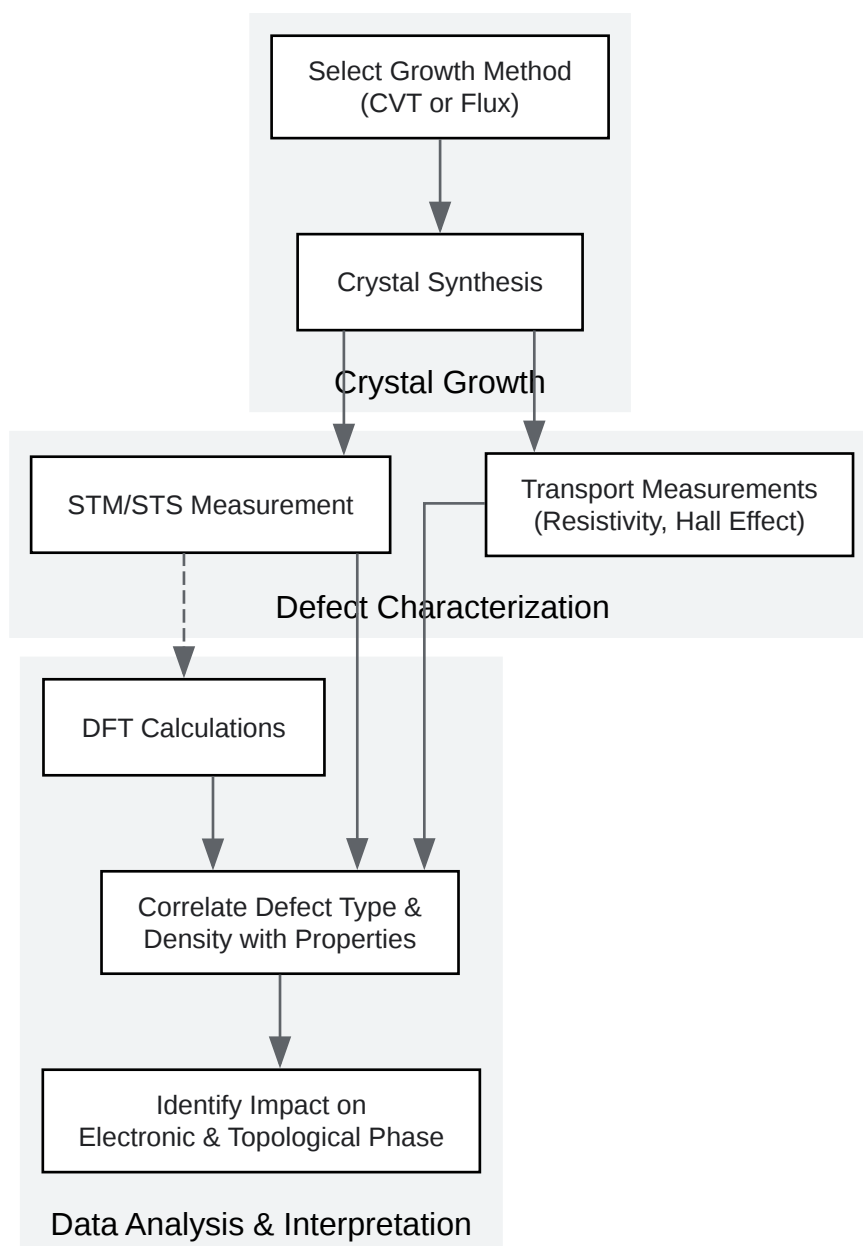 Select Growth Method
(CVT or Flux)
Crystal Synthesis
Crystal Growth
STM/STS Measurement
Transport Measurements
(Resistivity, Hall Effect)
Defect Characterization
DFT Calculations
Correlate Defect Type &
Density with Properties
Identify Impact on
Electronic & Topological Phase
Data Analysis & Interpretation